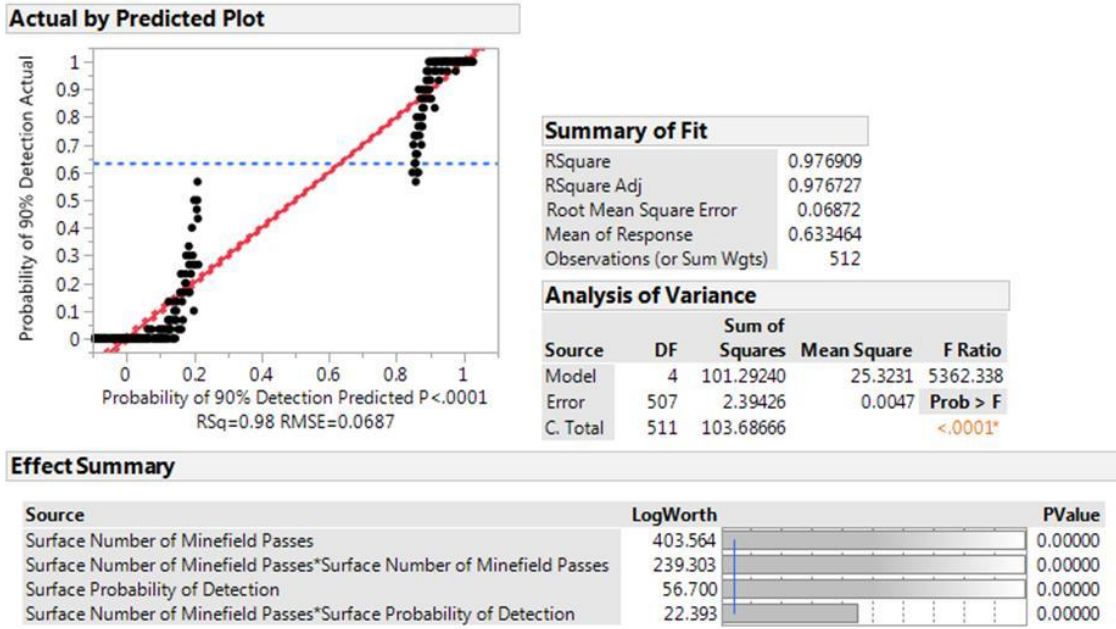 Actual by Predicted Plot
Probability of 90% Detection Actual
1
0.9
0.8
0.7
0.6
0.5
0.4
0.3
0.2
0.1
0
0 0.2 0.4 0.6 0.8 1
Probability of 90% Detection Predicted P<.0001
RSq=0.98 RMSE=0.0687
Summary of Fit
RSquare 0.976909
RSquare Adj 0.976727
Root Mean Square Error 0.06872
Mean of Response 0.633464
Observations (or Sum Wgts) 512
Analysis of Variance
Sum of
Source DF Squares Mean Square F Ratio
Model 4 101.29240 25.3231 5362.338
Error 507 2.39426 0.0047 Prob > F
C. Total 511 103.68666 <.0001*
Effect Summary
Source LogWorth PValue
Surface Number of Minefield Passes 403.564 0.00000
Surface Number of Minefield Passes*Surface Number of Minefield Passes 239.303 0.00000
Surface Probability of Detection 56.700 0.00000
Surface Number of Minefield Passes*Surface Probability of Detection 22.393 0.00000